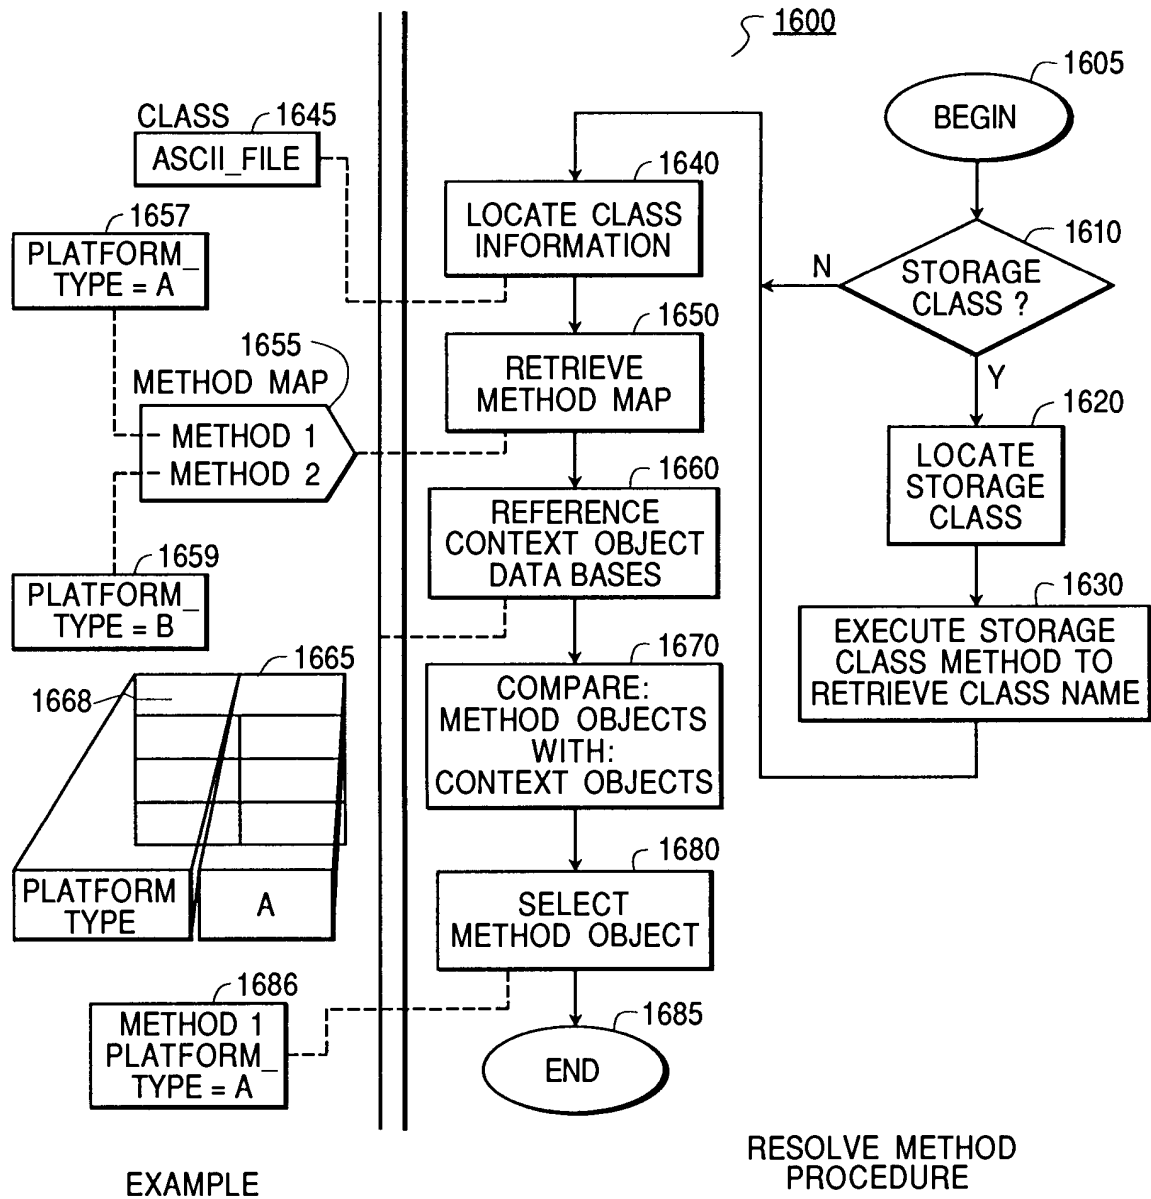 1600
1605
BEGIN
CLASS
1645
ASCII_FILE
1640
LOCATE CLASS
INFORMATION
1657
PLATFORM_
TYPE = A
1610
STORAGE
CLASS ?
N
Y
1650
RETRIEVE
METHOD MAP
1655
METHOD MAP
METHOD 1
METHOD 2
1620
LOCATE
STORAGE
CLASS
1660
REFERENCE
CONTEXT OBJECT
DATA BASES
1659
PLATFORM_
TYPE = B
1630
EXECUTE STORAGE
CLASS METHOD TO
RETRIEVE CLASS NAME
1665
1668
PLATFORM
TYPE
A
1670
COMPARE:
METHOD OBJECTS
WITH:
CONTEXT OBJECTS
1680
SELECT
METHOD OBJECT
1686
METHOD 1
PLATFORM_
TYPE = A
1685
END
EXAMPLE
RESOLVE METHOD
PROCEDURE